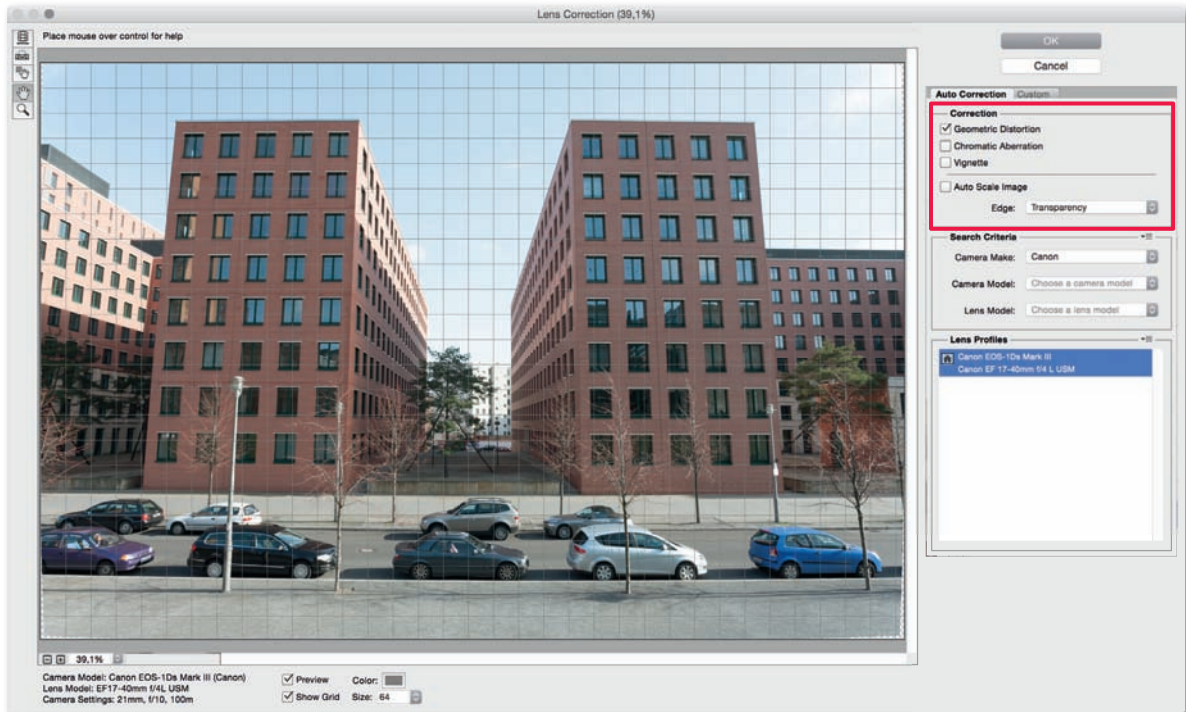 Lens Correction (39,1%)
Place mouse over control for help
OK
Cancel
Auto Correction Custom
Correction
Geometric Distortion
Chromatic Aberration
Vignette
Auto Scale Image
Edge: Transparency
Search Criteria
Camera Make: Canon
Camera Model: Choose a camera model
Lens Model: Choose a lens model
Lens Profiles
Canon EOS-1Ds Mark III
Canon EF 17-40mm f/4 L USM
39,1%
Camera Model: Canon EOS-1Ds Mark III (Canon)
Lens Model: EF17-40mm f/4L USM
Camera Settings: 21mm, f/10, 100m
Preview Color:
Show Grid Size: 64